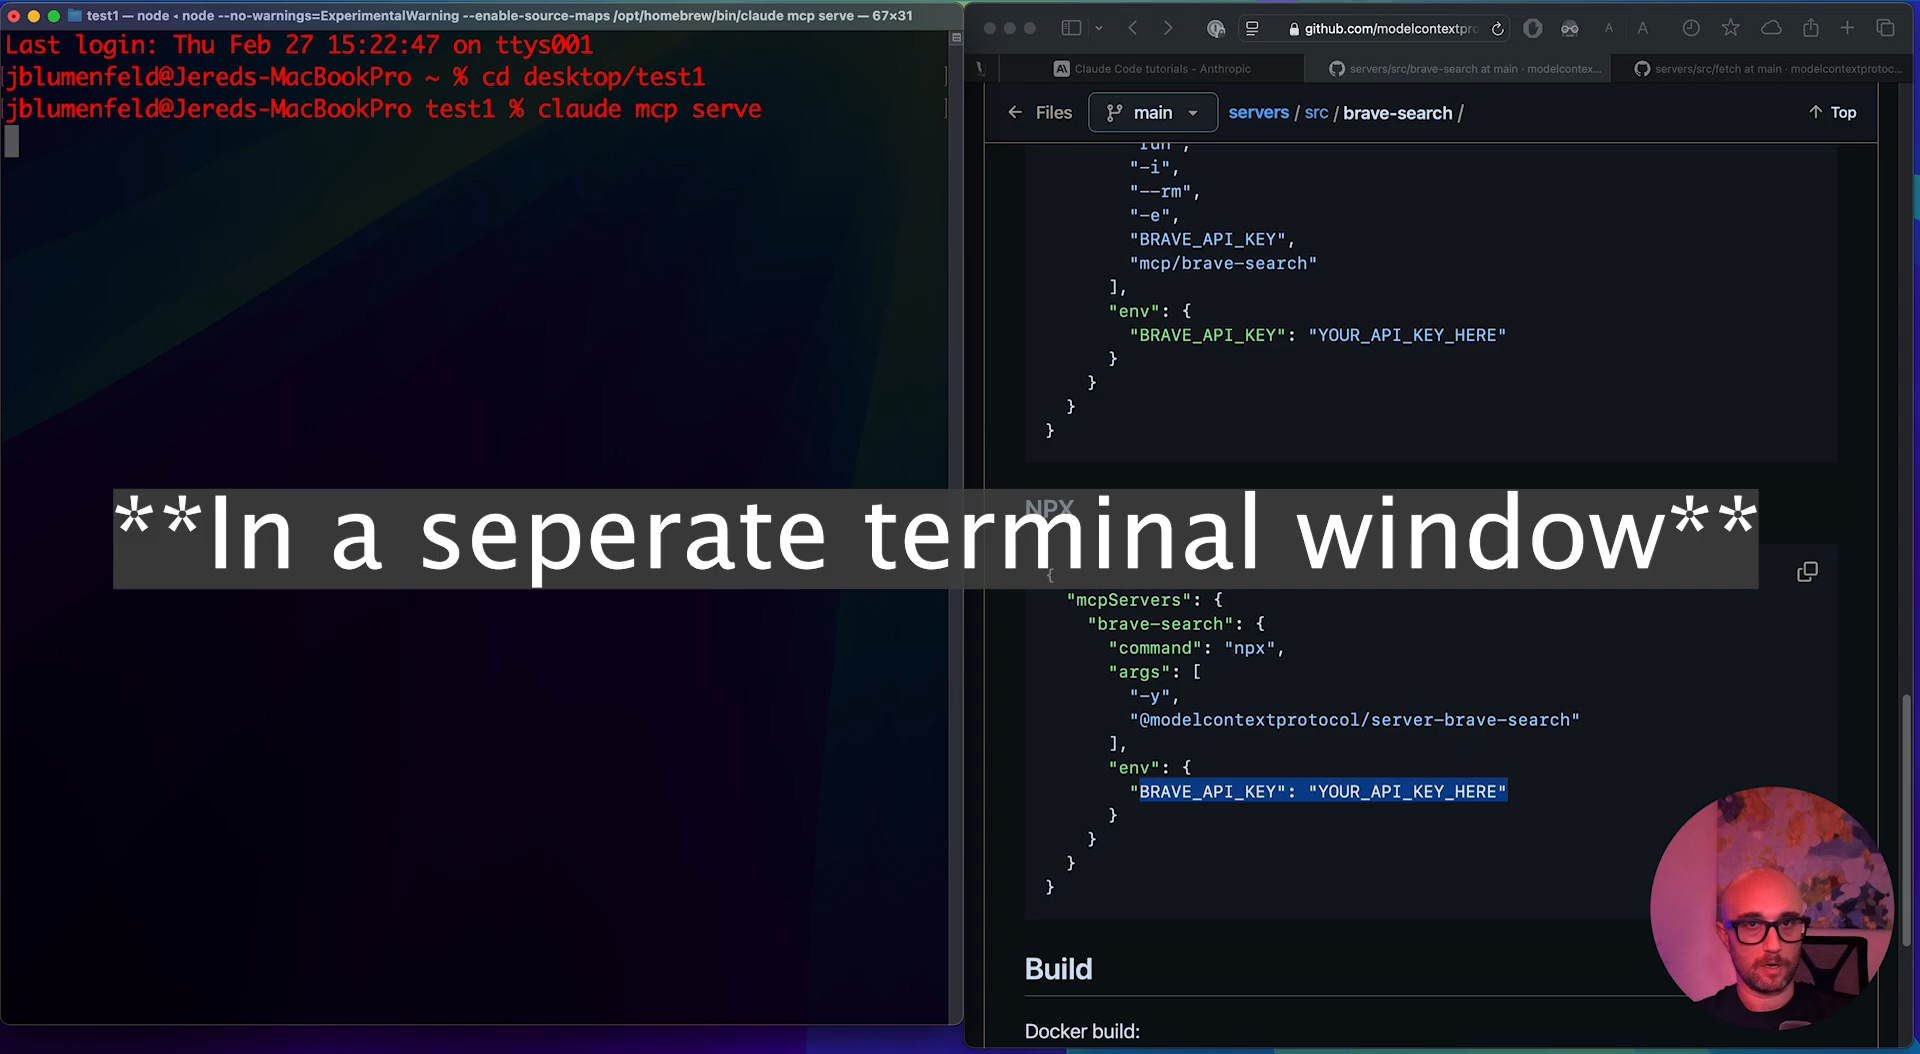 test1 — node ◂ node --no-warnings=ExperimentalWarning --enable-source-maps /opt/homebrew/bin/claude mcp serve — 67×31
Last login: Thu Feb 27 15:22:47 on ttys001
[jblumenfeld@Jereds-MacBookPro ~ % cd desktop/test1 ]
[jblumenfeld@Jereds-MacBookPro test1 % claude mcp serve ]
github.com/modelcontextpro
Claude Code tutorials - Anthropic
servers/src/brave-search at main · modelcontex...
servers/src/fetch at main · modelcontextprotoc...
Files
main
servers / src / brave-search /
Top
"run",
"-i",
"--rm",
"-e",
"BRAVE_API_KEY",
"mcp/brave-search"
],
"env": {
"BRAVE_API_KEY": "YOUR_API_KEY_HERE"
}
}
}
}
NPX
**In a seperate terminal window**
{
"mcpServers": {
"brave-search": {
"command": "npx",
"args": [
"-y",
"@modelcontextprotocol/server-brave-search"
],
"env": {
"BRAVE_API_KEY": "YOUR_API_KEY_HERE"
}
}
}
}
Build
Docker build: